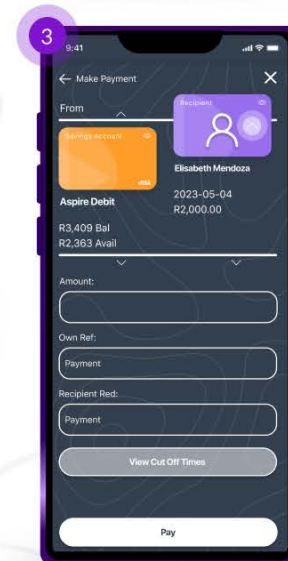 3
9:41
← Make Payment
From
Savings Account
VISA
Aspire Debit
R3,409 Bal
R2,363 Avail
Recipient
Elisabeth Mendoza
2023-05-04
R2,000.00
Amount:
Own Ref:
Payment
Recipient Red:
Payment
View Cut Off Times
Pay